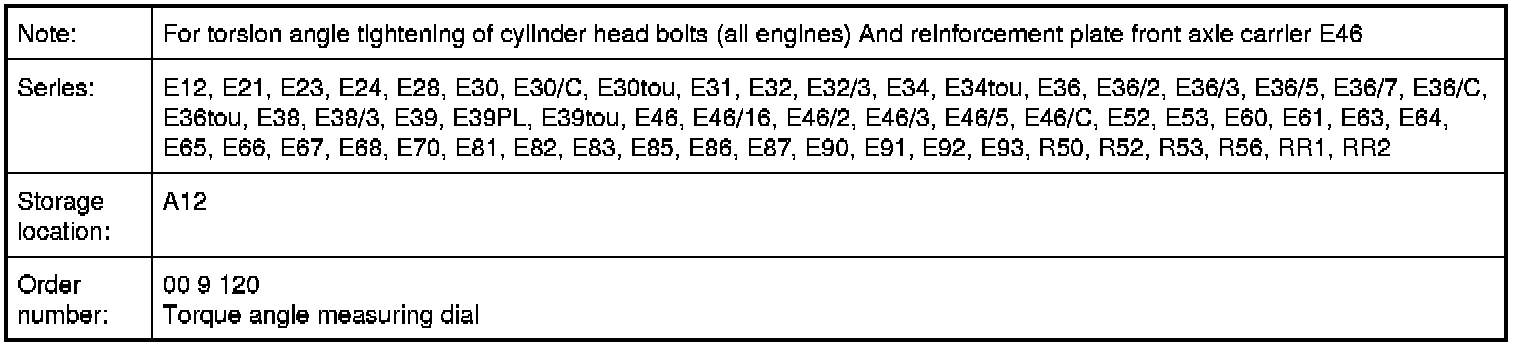 Note: For torsion angle tightening of cylinder head bolts (all engines) And reinforcement plate front axle carrier E46
Series: E12, E21, E23, E24, E28, E30, E30/C, E30tou, E31, E32, E32/3, E34, E34tou, E36, E36/2, E36/3, E36/5, E36/7, E36/C,
E36tou, E38, E38/3, E39, E39PL, E39tou, E46, E46/16, E46/2, E46/3, E46/5, E46/C, E52, E53, E60, E61, E63, E64,
E65, E66, E67, E68, E70, E81, E82, E83, E85, E86, E87, E90, E91, E92, E93, R50, R52, R53, R56, RR1, RR2
Storage location: A12
Order number: 00 9 120
Torque angle measuring dial